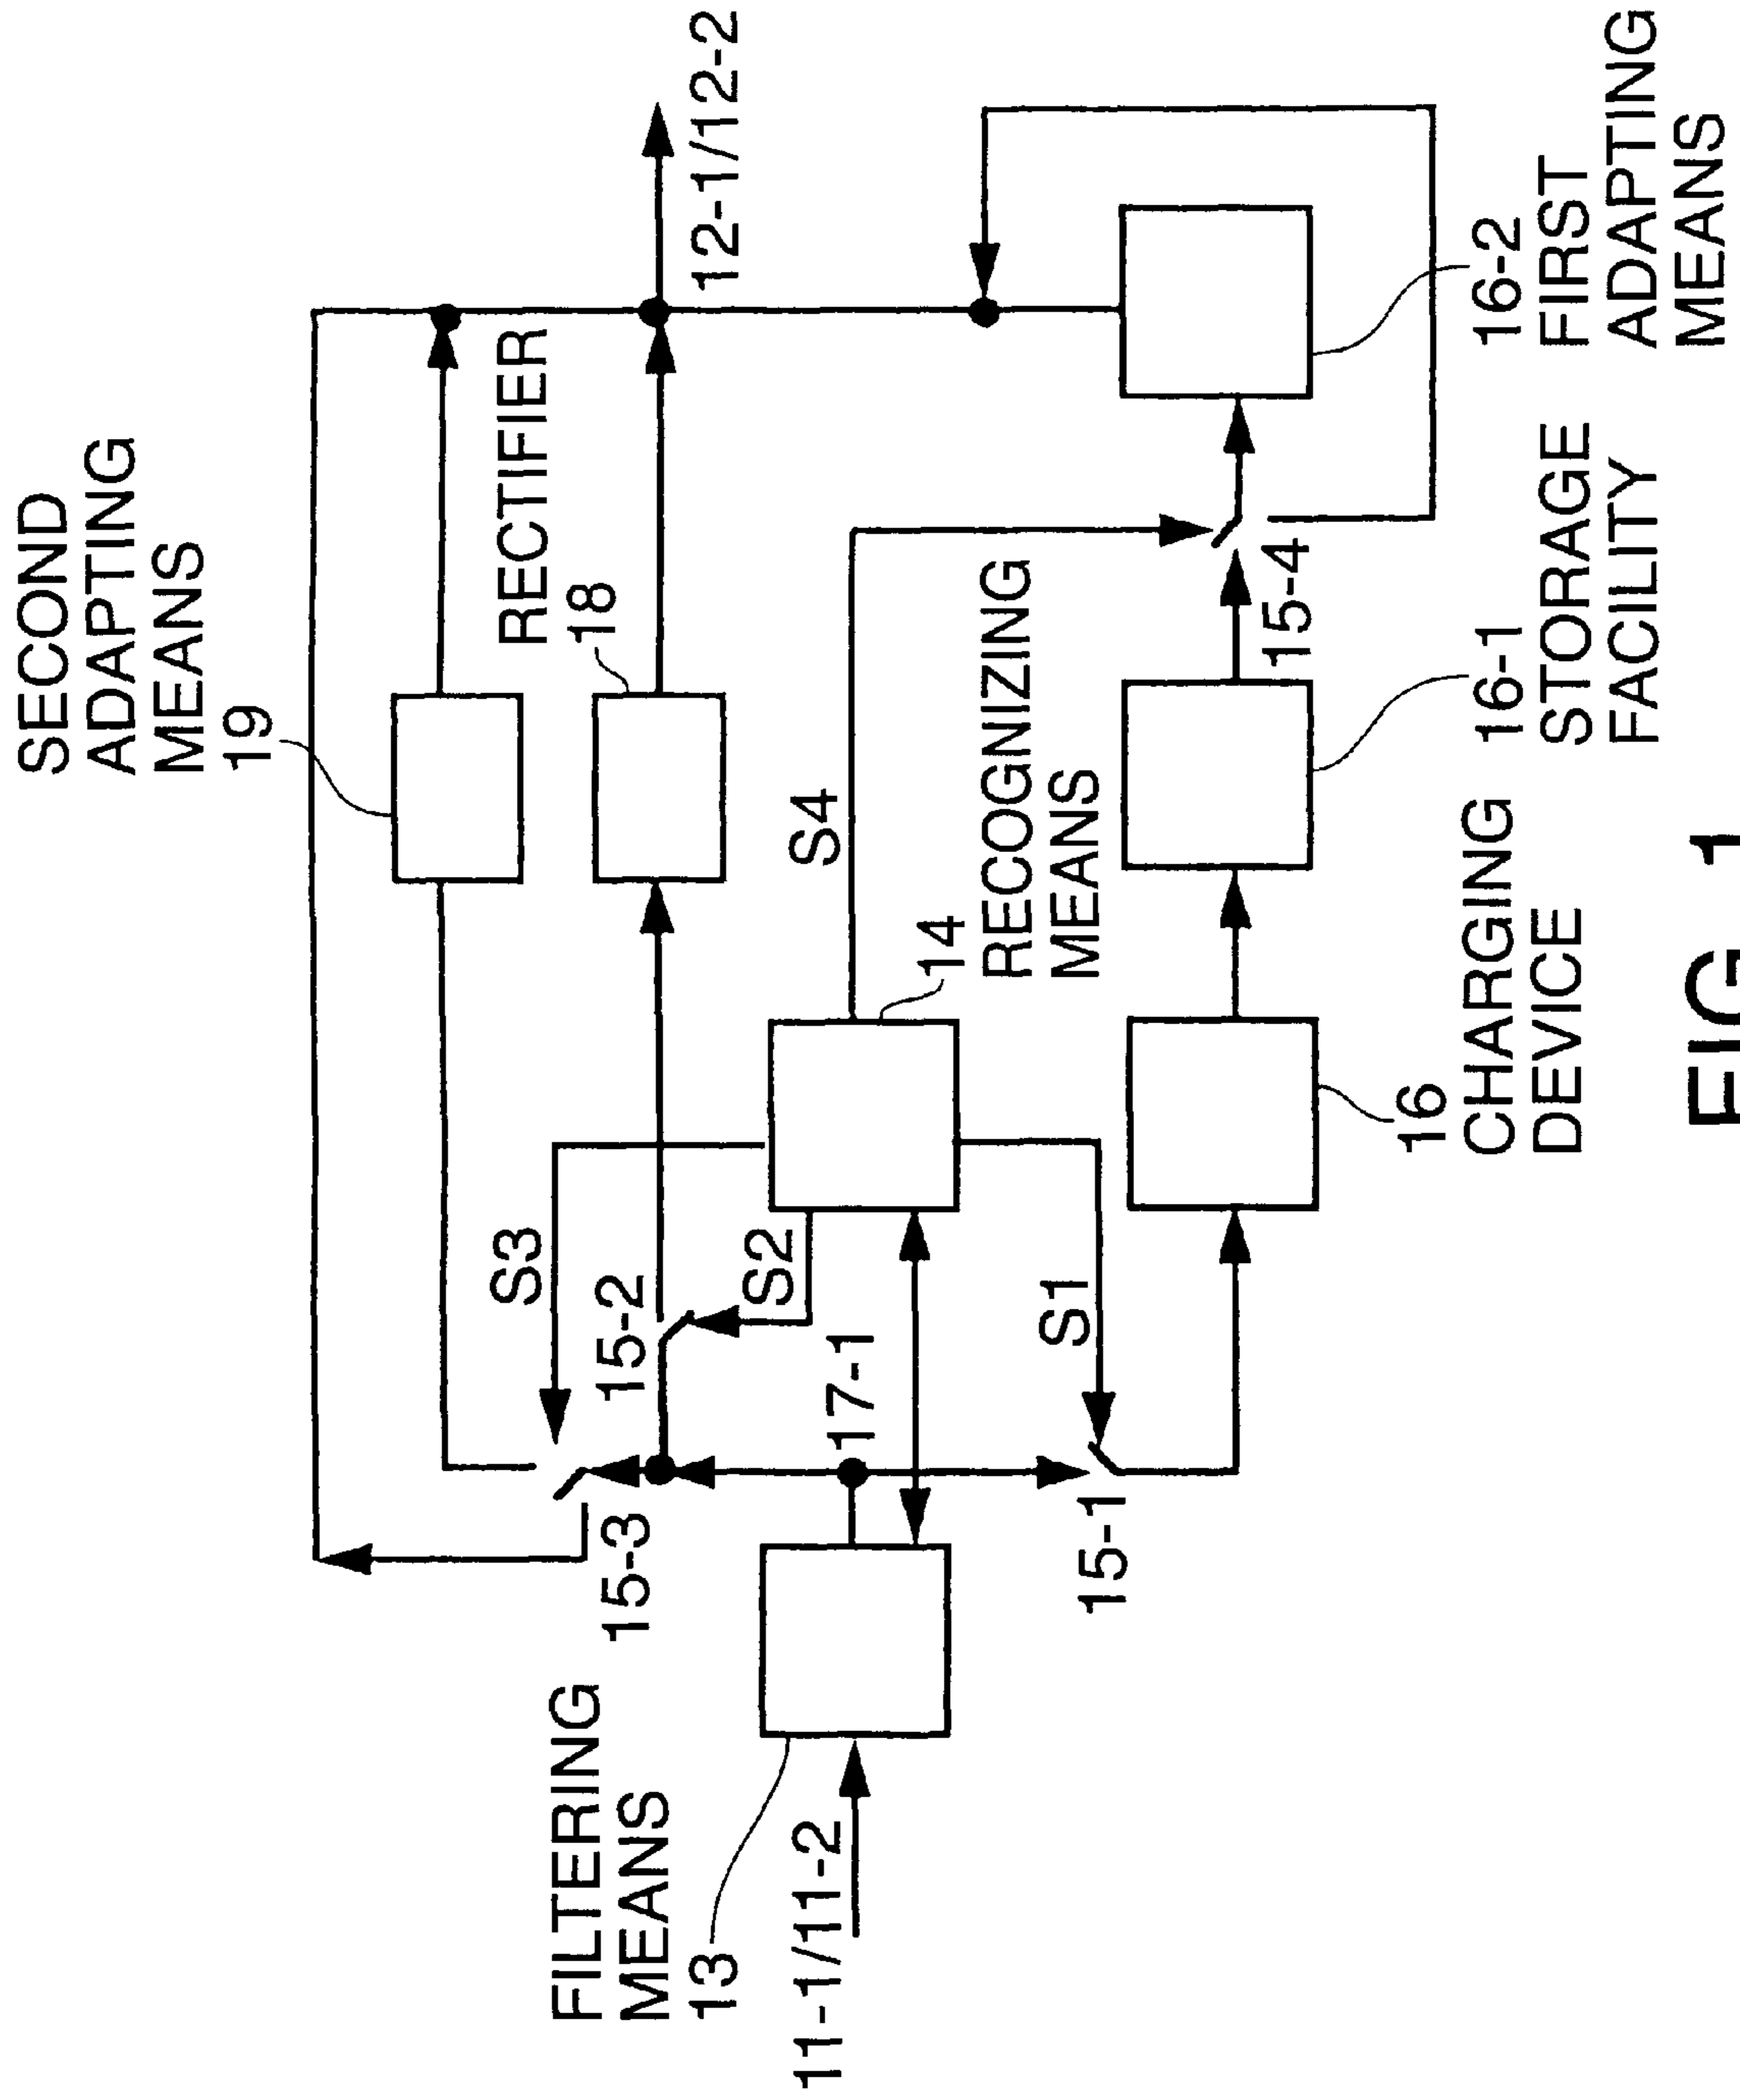 SECOND
ADAPTING
MEANS
19
RECTIFIER
18
12-1/12-2
S3
15-2
15-3
S2
17-1
S4
14
RECOGNIZING
MEANS
S1
15-1
15-4
FILTERING
MEANS
13
11-1/11-2
16
CHARGING
DEVICE
16-1
STORAGE
FACILITY
16-2
FIRST
ADAPTING
MEANS